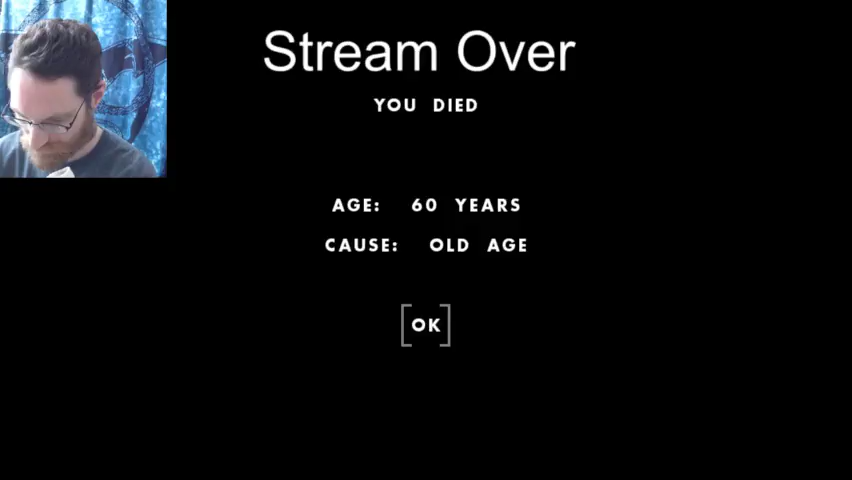 Stream Over
YOU DIED
AGE: 60 YEARS
CAUSE: OLD AGE
OK